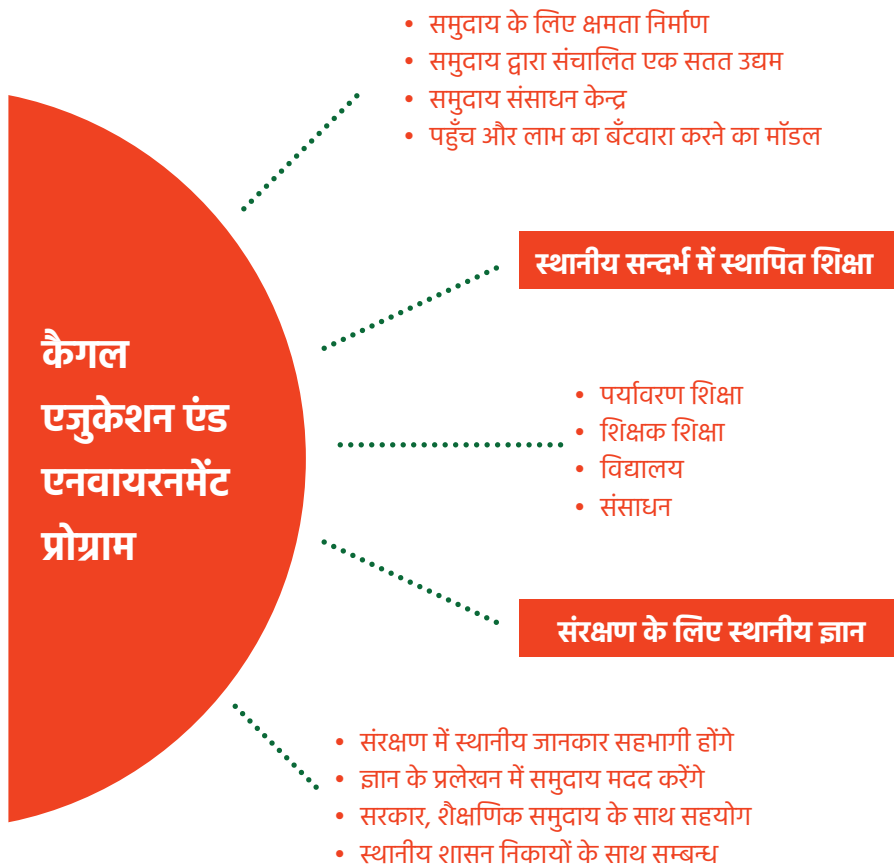 • समुदाय के लिए क्षमता निर्माण
• समुदाय द्वारा संचालित एक सतत उद्यम
• समुदाय संसाधन केन्द्र
• पहुँच और लाभ का बँटवारा करने का मॉडल
स्थानीय सन्दर्भ में स्थापित शिक्षा
कैगल
एजुकेशन एंड
एनवायरनमेंट
प्रोग्राम
• पर्यावरण शिक्षा
• शिक्षक शिक्षा
• विद्यालय
• संसाधन
संरक्षण के लिए स्थानीय ज्ञान
• संरक्षण में स्थानीय जानकार सहभागी होंगे
• ज्ञान के प्रलेखन में समुदाय मदद करेंगे
• सरकार, शैक्षणिक समुदाय के साथ सहयोग
• स्थानीय शासन निकायों के साथ सम्बन्ध